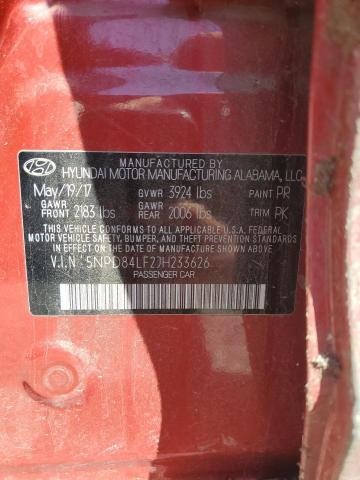 MANUFACTURED BY
HYUNDAI MOTOR MANUFACTURING ALABAMA, LLC
May/19/17 GVWR 3924 lbs PAINT PR
GAWR FRONT 2183 lbs GAWR REAR 2006 lbs TRIM PK
THIS VEHICLE CONFORMS TO ALL APPLICABLE U.S.A. FEDERAL
MOTOR VEHICLE SAFETY, BUMPER, AND THEFT PREVENTION
STANDARDS IN EFFECT ON THE DATE OF MANUFACTURE SHOWN ABOVE.
V.I.N : 5NPD84LF2JH233626
PASSENGER CAR